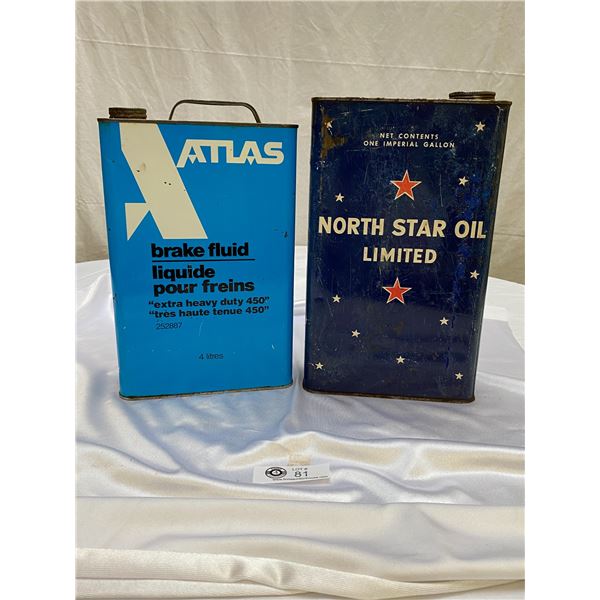 ATLAS
brake fluid
liquide
pour freins
"extra heavy duty 450"
"très haute tenue 450"
252887
4 litres
NET CONTENTS
ONE IMPERIAL GALLON
NORTH STAR OIL
LIMITED
LOT #
81